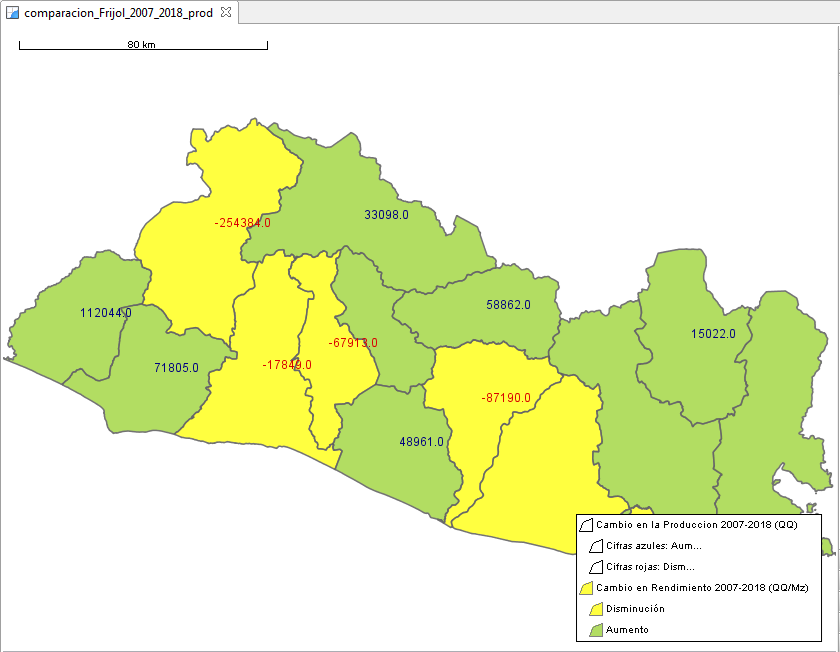 comparacion_Frijol_2007_2018_prod
80 km
33098.0
-254384.0
58862.0
112044.0
15022.0
-67913.0
71805.0
-17849.0
-87190.0
48961.0
Cambio en la Produccion 2007-2018 (QQ)
Cifras azules: Aum...
Cifras rojas: Dism...
Cambio en Rendimiento 2007-2018 (QQ/Mz)
Disminución
Aumento